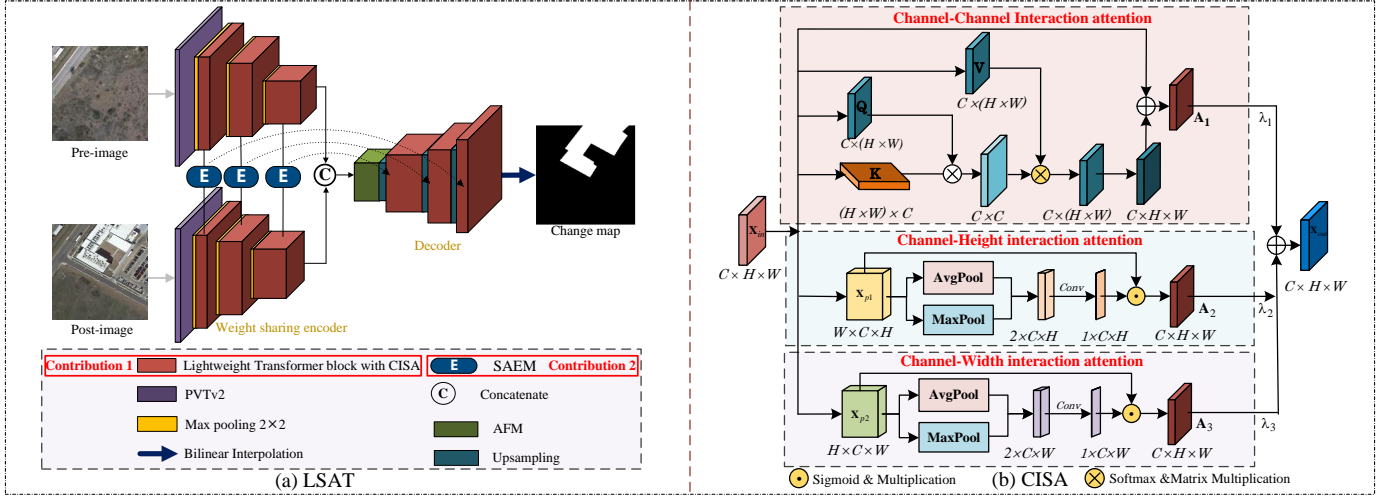 Pre-image
Post-image
E E E
C
Weight sharing encoder
Decoder
Change map
Contribution 1 Lightweight Transformer block with CISA
E SAEM Contribution 2
PVTv2
C Concatenate
Max pooling 2×2
AFM
Bilinear Interpolation
Upsampling
(a) LSAT
Channel-Channel Interaction attention
V
C×(H×W)
Q
C×(H×W)
K
(H×W)×C
C×C
C×(H×W)
C×H×W
A1
λ1
Xin
C×H×W
Channel-Height interaction attention
Xp1
W×C×H
AvgPool
MaxPool
2×C×H
Conv
1×C×H
C×H×W
A2
λ2
Xout
C×H×W
Channel-Width interaction attention
Xp2
H×C×W
AvgPool
MaxPool
2×C×W
Conv
1×C×W
C×H×W
A3
λ3
Sigmoid & Multiplication
Softmax &Matrix Multiplication
(b) CISA